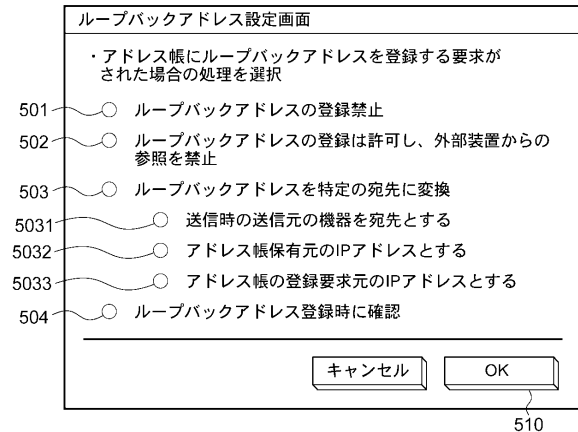 ループバックアドレス設定画面
・アドレス帳にループバックアドレスを登録する要求が
された場合の処理を選択
501 ループバックアドレスの登録禁止
502 ループバックアドレスの登録は許可し、外部装置からの
参照を禁止
503 ループバックアドレスを特定の宛先に変換
5031 送信時の送信元の機器を宛先とする
5032 アドレス帳保有元のIPアドレスとする
5033 アドレス帳の登録要求元のIPアドレスとする
504 ループバックアドレス登録時に確認
キャンセル OK
510